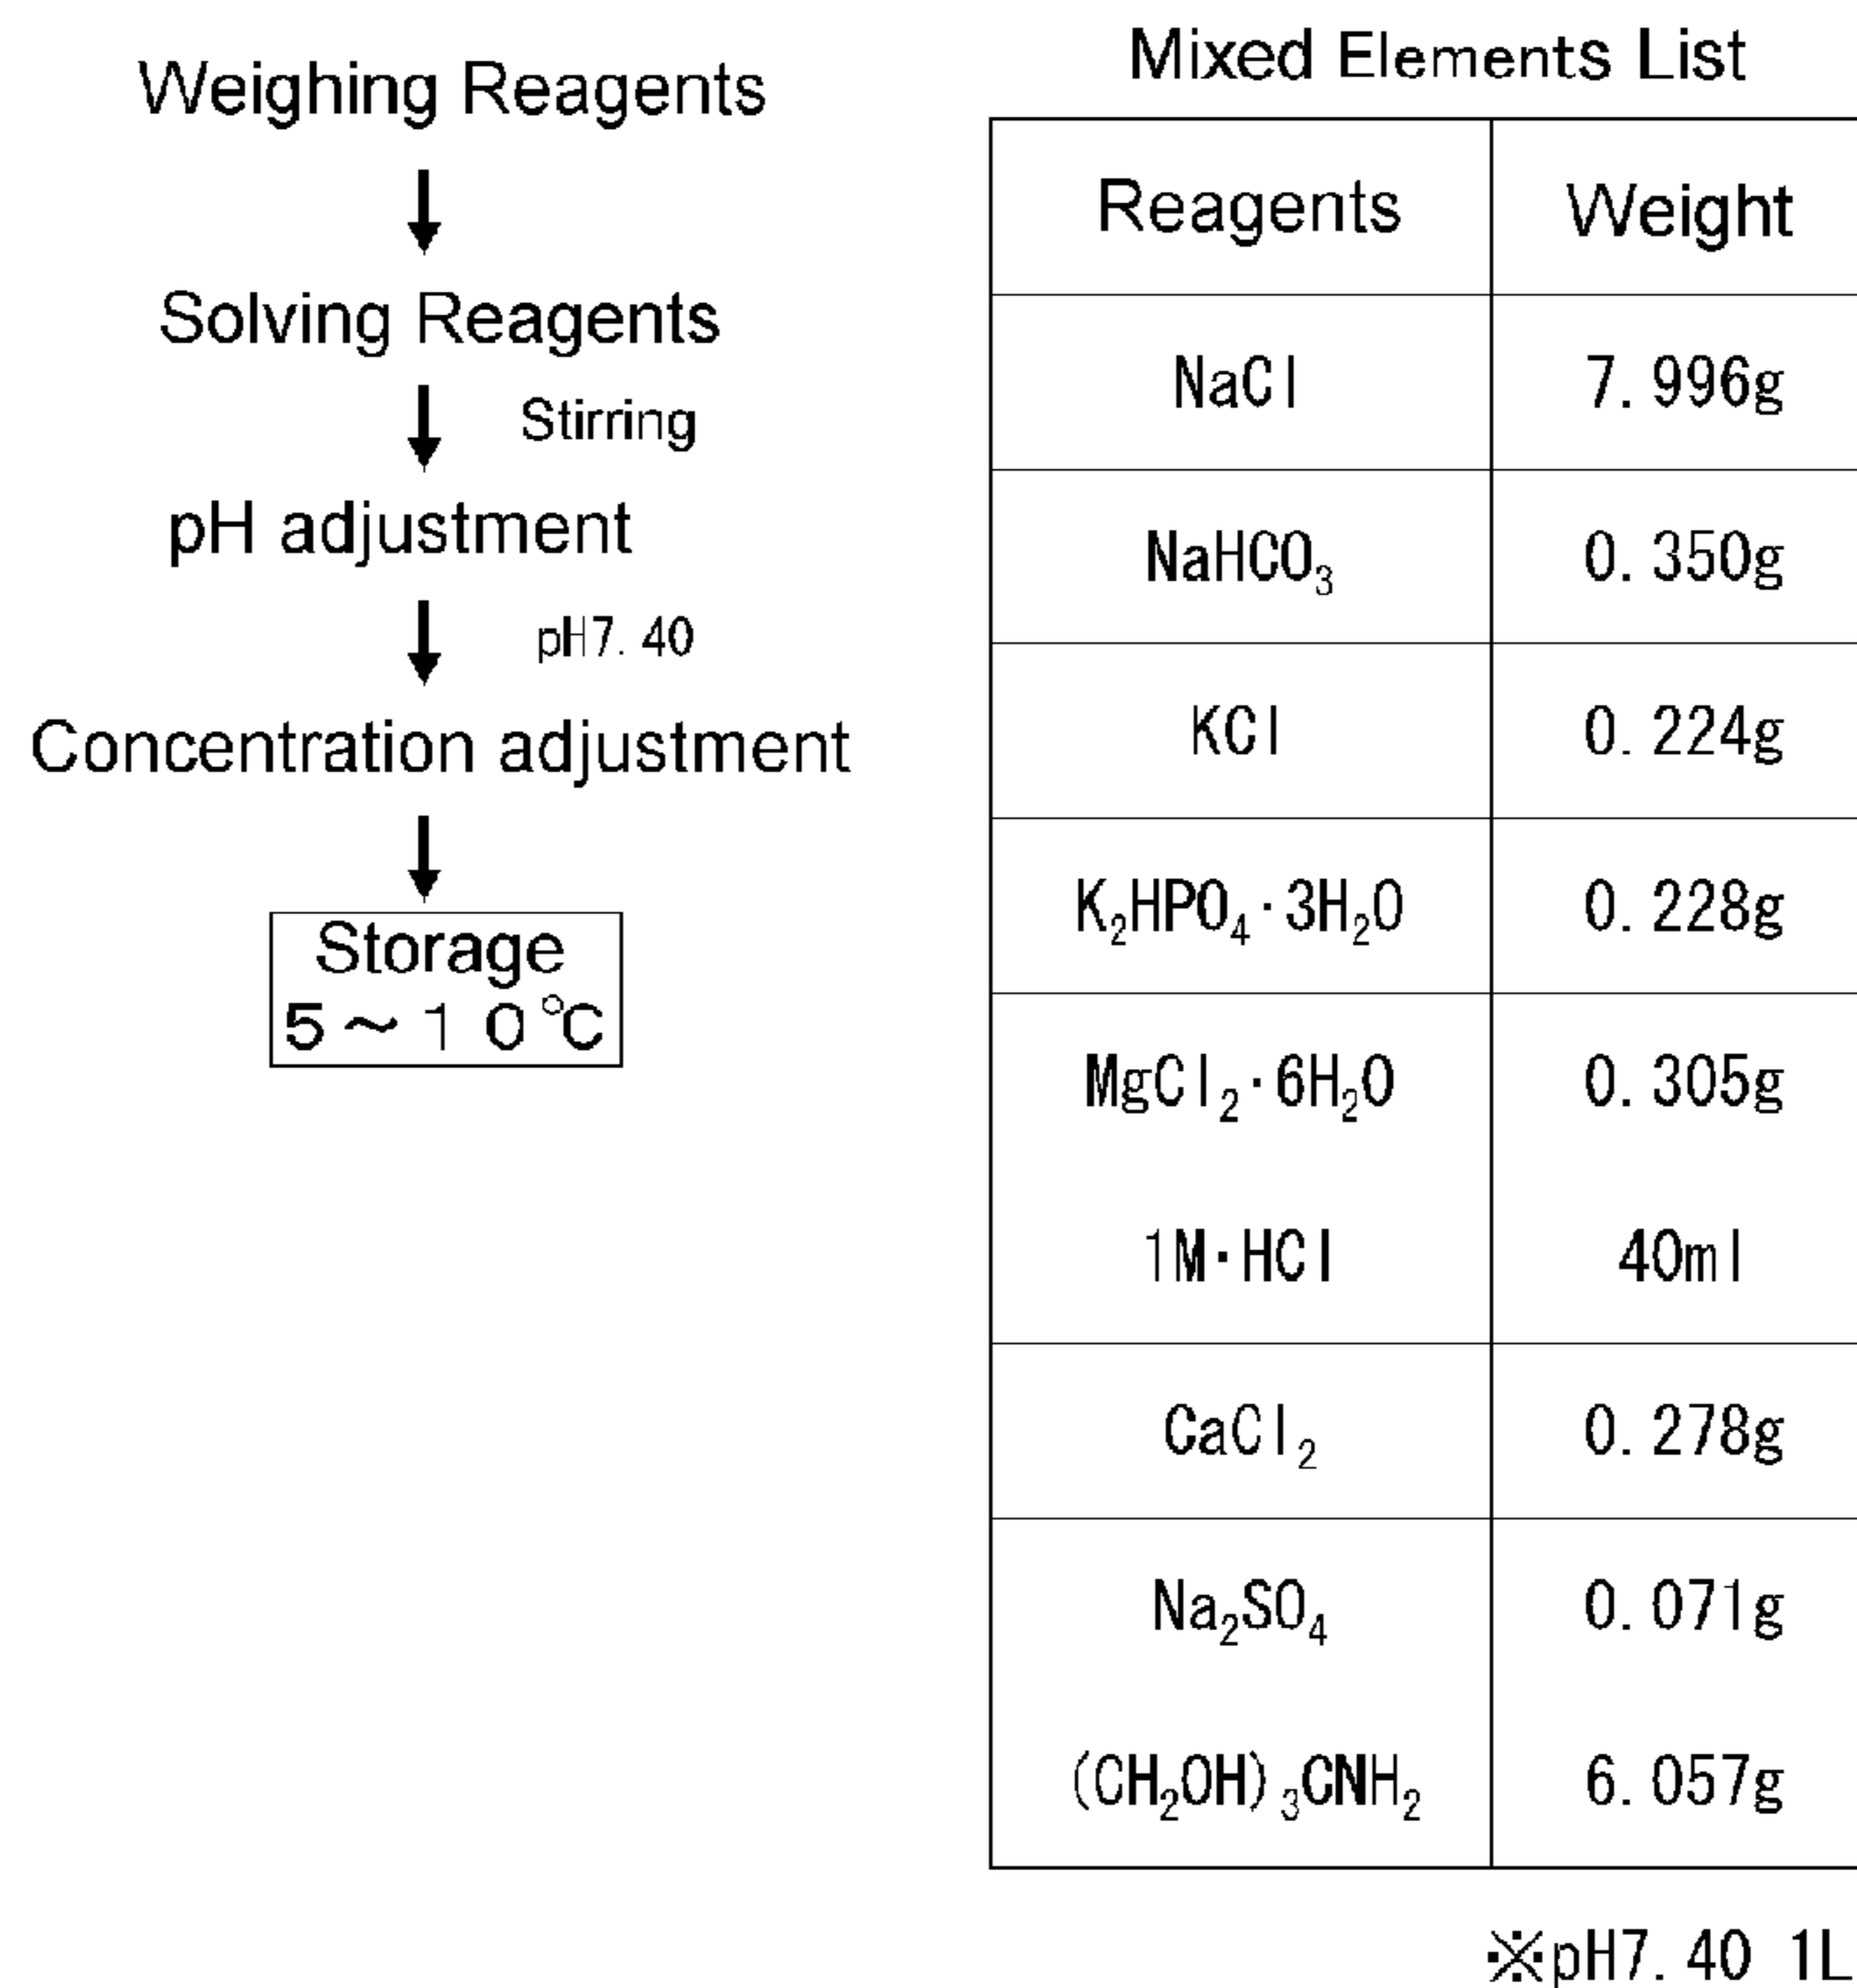 Weighing Reagents
Solving Reagents
Stirring
pH adjustment
pH7.40
Concentration adjustment
Storage
5~10℃
Mixed Elements List
Reagents Weight
NaCl 7.996g
NaHCO₃ 0.350g
KCl 0.224g
K₂HPO₄·3H₂O 0.228g
MgCl₂·6H₂O 0.305g
1M·HCl 40ml
CaCl₂ 0.278g
Na₂SO₄ 0.071g
(CH₂OH)₃CNH₂ 6.057g
※pH7.40 1L